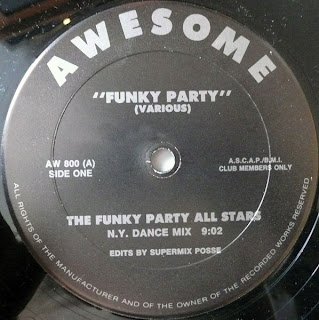 AWESOME
"FUNKY PARTY"
(VARIOUS)
AW 800 (A)
SIDE ONE
A.S.C.A.P./B.M.I.
CLUB MEMBERS ONLY
THE FUNKY PARTY ALL STARS
N.Y. DANCE MIX 9:02
EDITS BY SUPERMIX POSSE
ALL RIGHTS OF THE MANUFACTURER AND OF THE OWNER OF THE RECORDED WORKS RESERVED